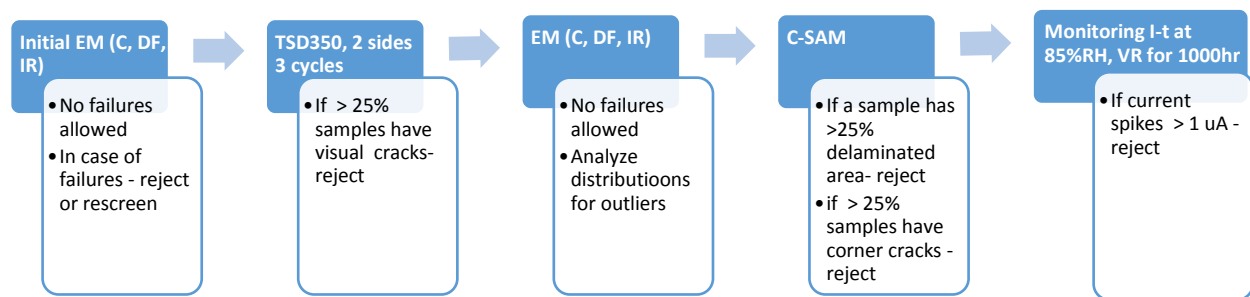 Initial EM (C, DF,
IR)
•No failures
allowed
•In case of
failures - reject
or rescreen
TSD350, 2 sides
3 cycles
•If > 25%
samples have
visual cracks-
reject
EM (C, DF, IR)
•No failures
allowed
•Analyze
distributioons
for outliers
C-SAM
•If a sample has
>25%
delaminated
area- reject
•if > 25%
samples have
corner cracks -
reject
Monitoring I-t at
85%RH, VR for 1000hr
•If current
spikes > 1 uA -
reject